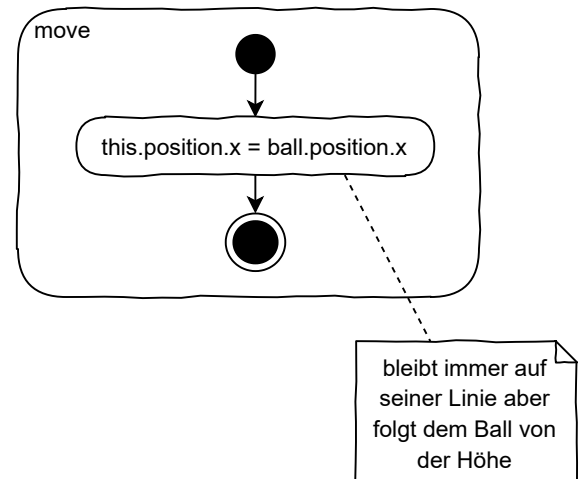 move
this.position.x = ball.position.x
bleibt immer auf
seiner Linie aber
folgt dem Ball von
der Höhe